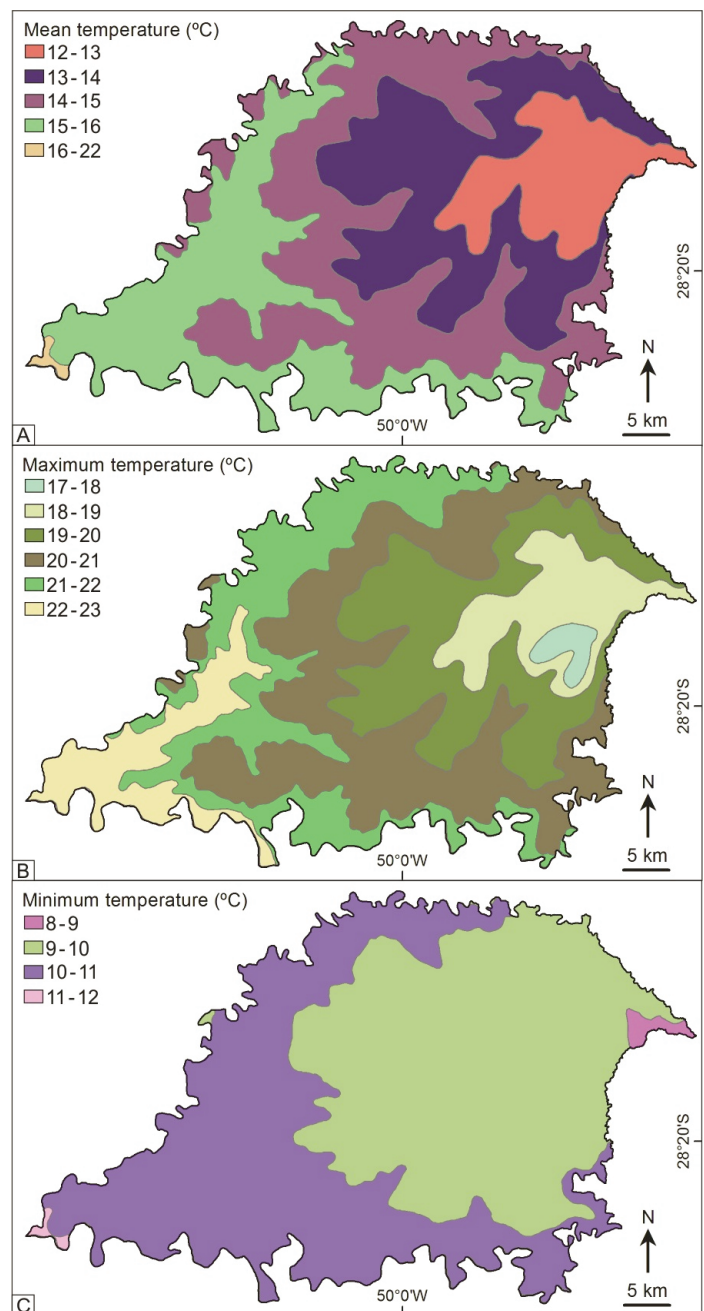 Mean temperature (ºC)
12-13
13-14
14-15
15-16
16-22
28°20'S
N
50°0'W
5 km
A
Maximum temperature (ºC)
17-18
18-19
19-20
20-21
21-22
22-23
28°20'S
N
50°0'W
5 km
B
Minimum temperature (ºC)
8-9
9-10
10-11
11-12
28°20'S
N
50°0'W
5 km
C